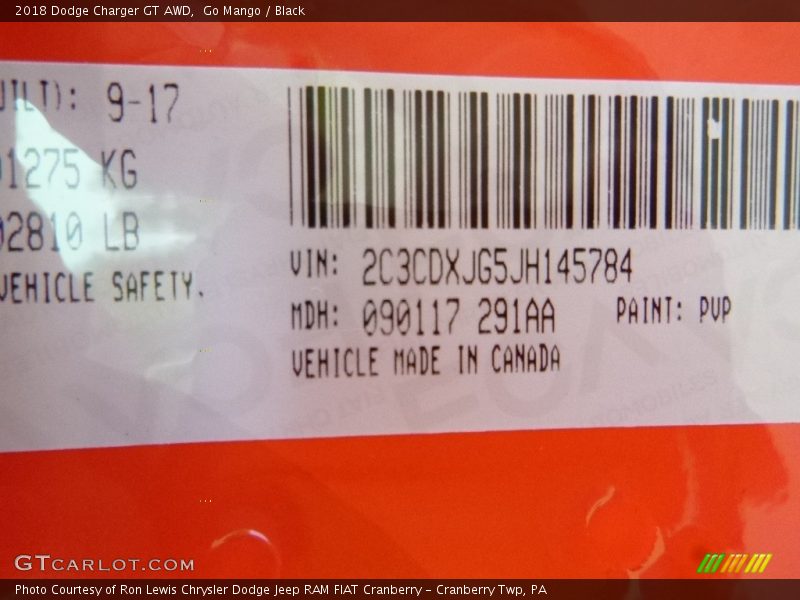 2018 Dodge Charger GT AWD,  Go Mango / Black
9-17
VIN: 2C3CDXJG5JH145784
1275 KG
02810 LB
VEHICLE SAFETY.
MDH: 090117 291AA PAINT: PVP
VEHICLE MADE IN CANADA
GTCARLOT.COM
Photo Courtesy of Ron Lewis Chrysler Dodge Jeep RAM FIAT Cranberry - Cranberry Twp, PA